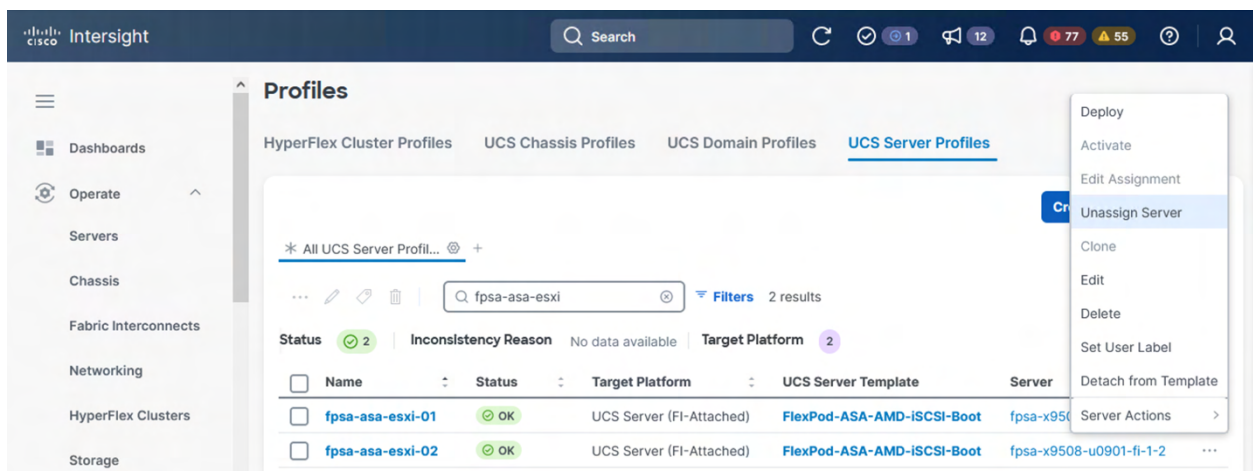 cisco Intersight Search 1 12 77 55
Profiles
Dashboards
Operate
Servers
Chassis
Fabric Interconnects
Networking
HyperFlex Clusters
Storage
HyperFlex Cluster Profiles UCS Chassis Profiles UCS Domain Profiles UCS Server Profiles
All UCS Server Profil... +
fpsa-asa-esxi Filters 2 results
Status 2 Inconsistency Reason No data available Target Platform 2
Name Status Target Platform UCS Server Template Server
fpsa-asa-esxi-01 OK UCS Server (FI-Attached) FlexPod-ASA-AMD-iSCSI-Boot
fpsa-asa-esxi-02 OK UCS Server (FI-Attached) FlexPod-ASA-AMD-iSCSI-Boot fpsa-x9508-u0901-fi-1-2 ...
Deploy
Activate
Edit Assignment
Unassign Server
Clone
Edit
Delete
Set User Label
Detach from Template
Server Actions